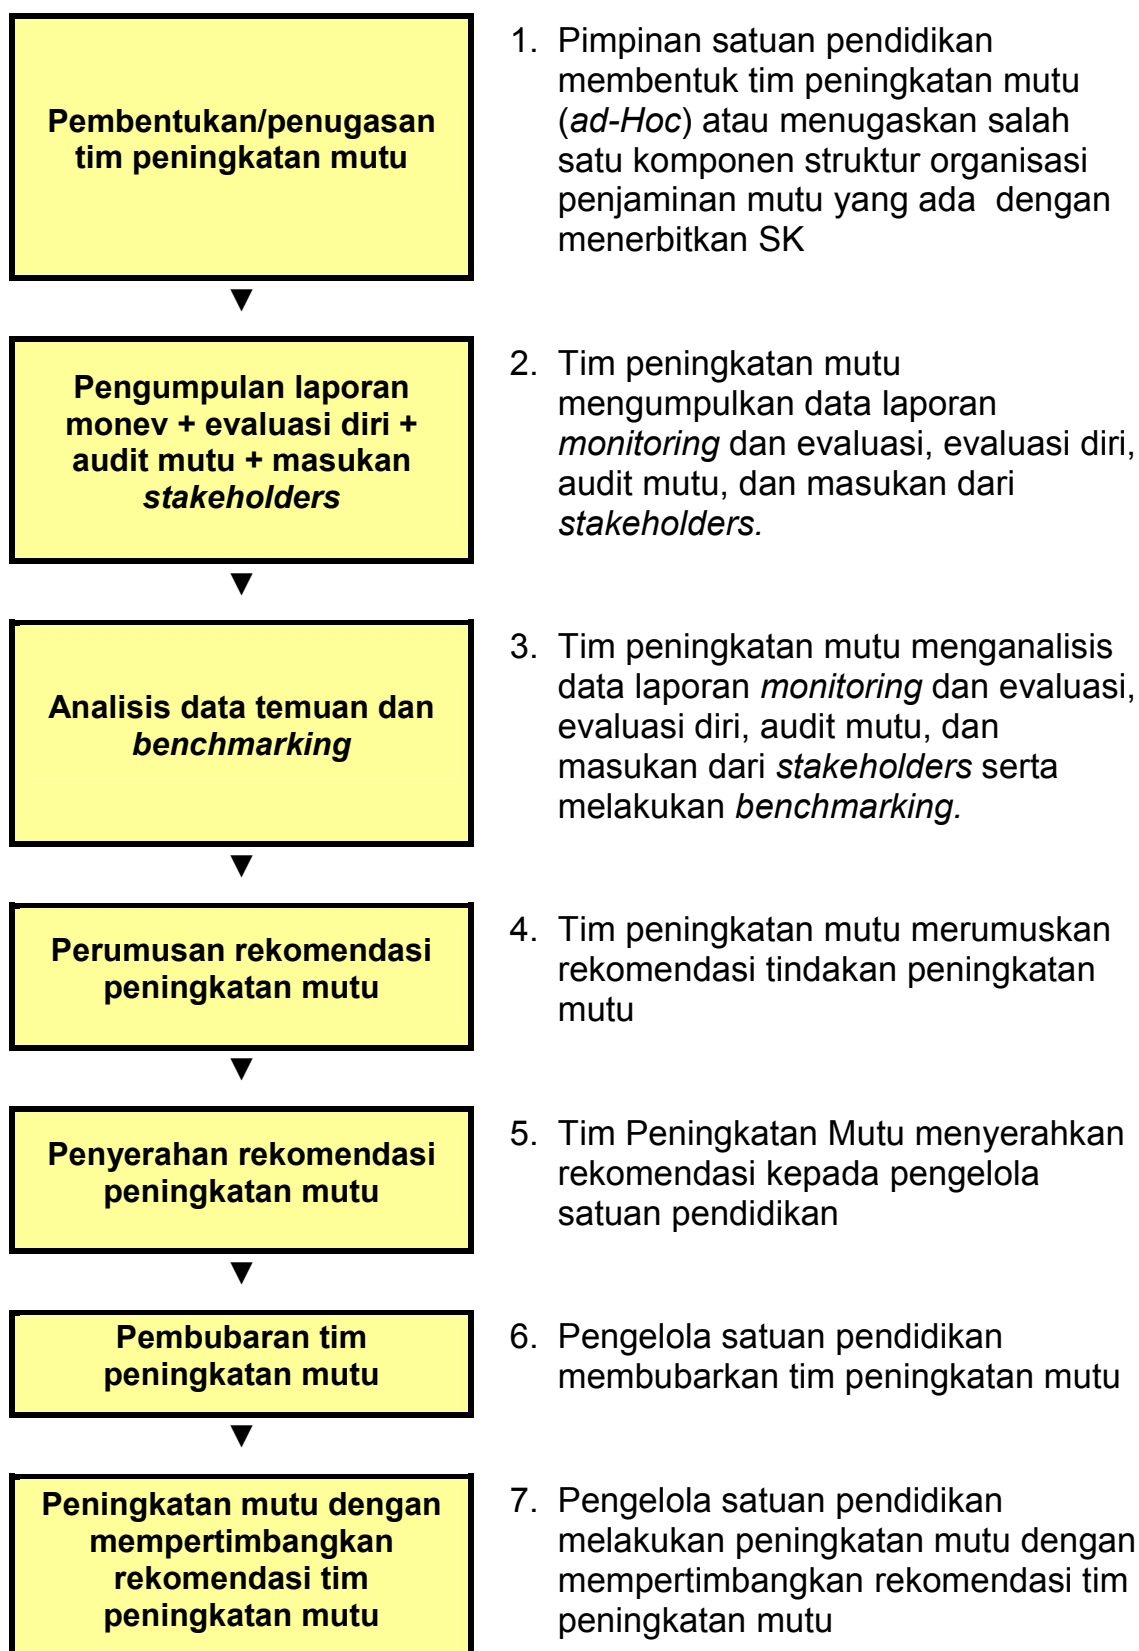 Pembentukan/penugasan
tim peningkatan mutu
1. Pimpinan satuan pendidikan
membentuk tim peningkatan mutu
(ad-Hoc) atau menugaskan salah
satu komponen struktur organisasi
penjaminan mutu yang ada dengan
menerbitkan SK
▼
Pengumpulan laporan
monev + evaluasi diri +
audit mutu + masukan
stakeholders
2. Tim peningkatan mutu
mengumpulkan data laporan
monitoring dan evaluasi, evaluasi diri,
audit mutu, dan masukan dari
stakeholders.
▼
Analisis data temuan dan
benchmarking
3. Tim peningkatan mutu menganalisis
data laporan monitoring dan evaluasi,
evaluasi diri, audit mutu, dan
masukan dari stakeholders serta
melakukan benchmarking.
▼
Perumusan rekomendasi
peningkatan mutu
4. Tim peningkatan mutu merumuskan
rekomendasi tindakan peningkatan
mutu
▼
Penyerahan rekomendasi
peningkatan mutu
5. Tim Peningkatan Mutu menyerahkan
rekomendasi kepada pengelola
satuan pendidikan
▼
Pembubaran tim
peningkatan mutu
6. Pengelola satuan pendidikan
membubarkan tim peningkatan mutu
▼
Peningkatan mutu dengan
mempertimbangkan
rekomendasi tim
peningkatan mutu
7. Pengelola satuan pendidikan
melakukan peningkatan mutu dengan
mempertimbangkan rekomendasi tim
peningkatan mutu